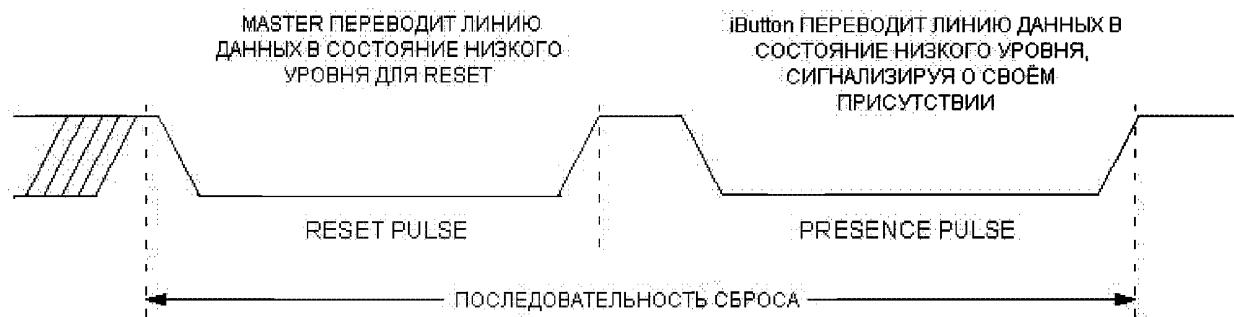 MASTER ПЕРЕВОДИТ ЛИНИЮ
ДАННЫХ В СОСТОЯНИЕ НИЗКОГО
УРОВНЯ ДЛЯ RESET
iButton ПЕРЕВОДИТ ЛИНИЮ ДАННЫХ В
СОСТОЯНИЕ НИЗКОГО УРОВНЯ,
СИГНАЛИЗИРУЯ О СВОЁМ
ПРИСУТСТВИИ
RESET PULSE
PRESENCE PULSE
ПОСЛЕДОВАТЕЛЬНОСТЬ СБРОСА